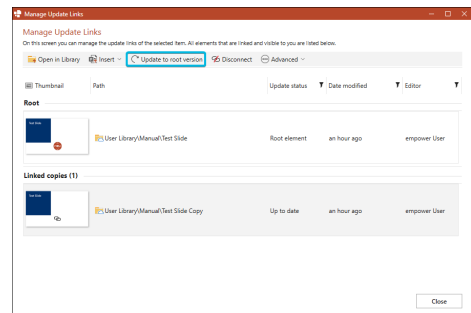 Manage Update Links
Manage Update Links
On this screen you can manage the update links of the selected item. All elements that are linked and visible to you are listed below.
Open in Library Insert Update to root version Disconnect Advanced
Thumbnail Path Update status Date modified Editor
Root
Test Slide
User Library\Manual\Test Slide Root element an hour ago empower User
Linked copies (1)
Test Slide
User Library\Manual\Test Slide Copy Up to date an hour ago empower User
Close